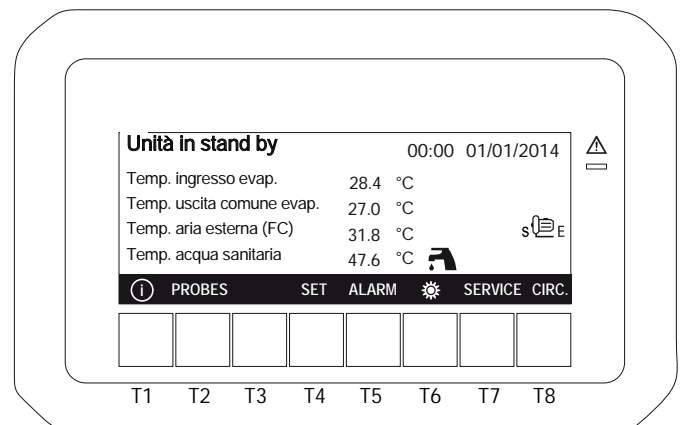 Unità in stand by 00:00 01/01/2014
Temp. ingresso evap. 28.4 °C
Temp. uscita comune evap. 27.0 °C
Temp. aria esterna (FC) 31.8 °C
S E
Temp. acqua sanitaria 47.6 °C
i PROBES SET ALARM SERVICE CIRC.
T1 T2 T3 T4 T5 T6 T7 T8